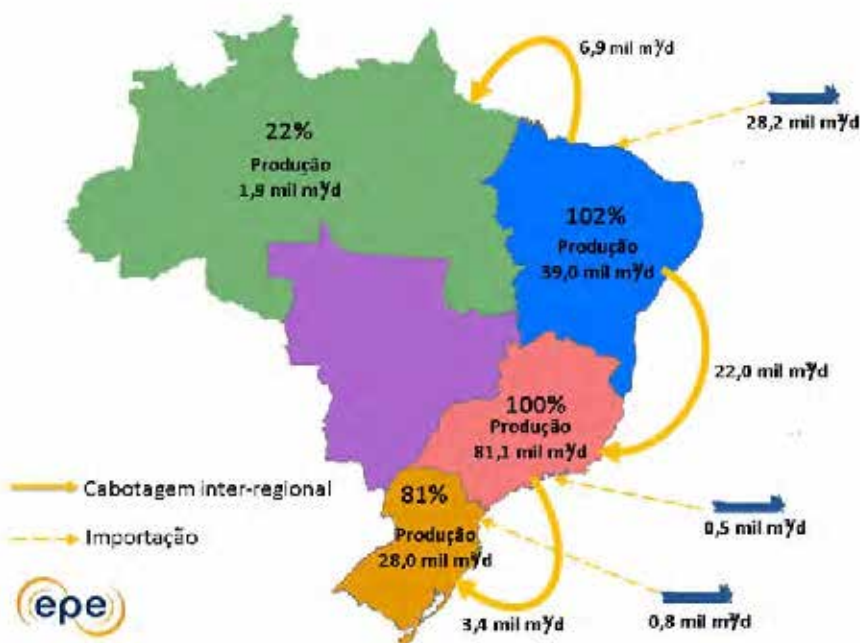 6,9 mil m³/d
28,2 mil m³/d
22%
Produção
1,9 mil m³/d
102%
Produção
39,0 mil m³/d
22,0 mil m³/d
100%
Produção
81,1 mil m³/d
Cabotagem inter-regional
Importação
81%
Produção
28,0 mil m³/d
0,5 mil m³/d
0,8 mil m³/d
3,4 mil m³/d
epe